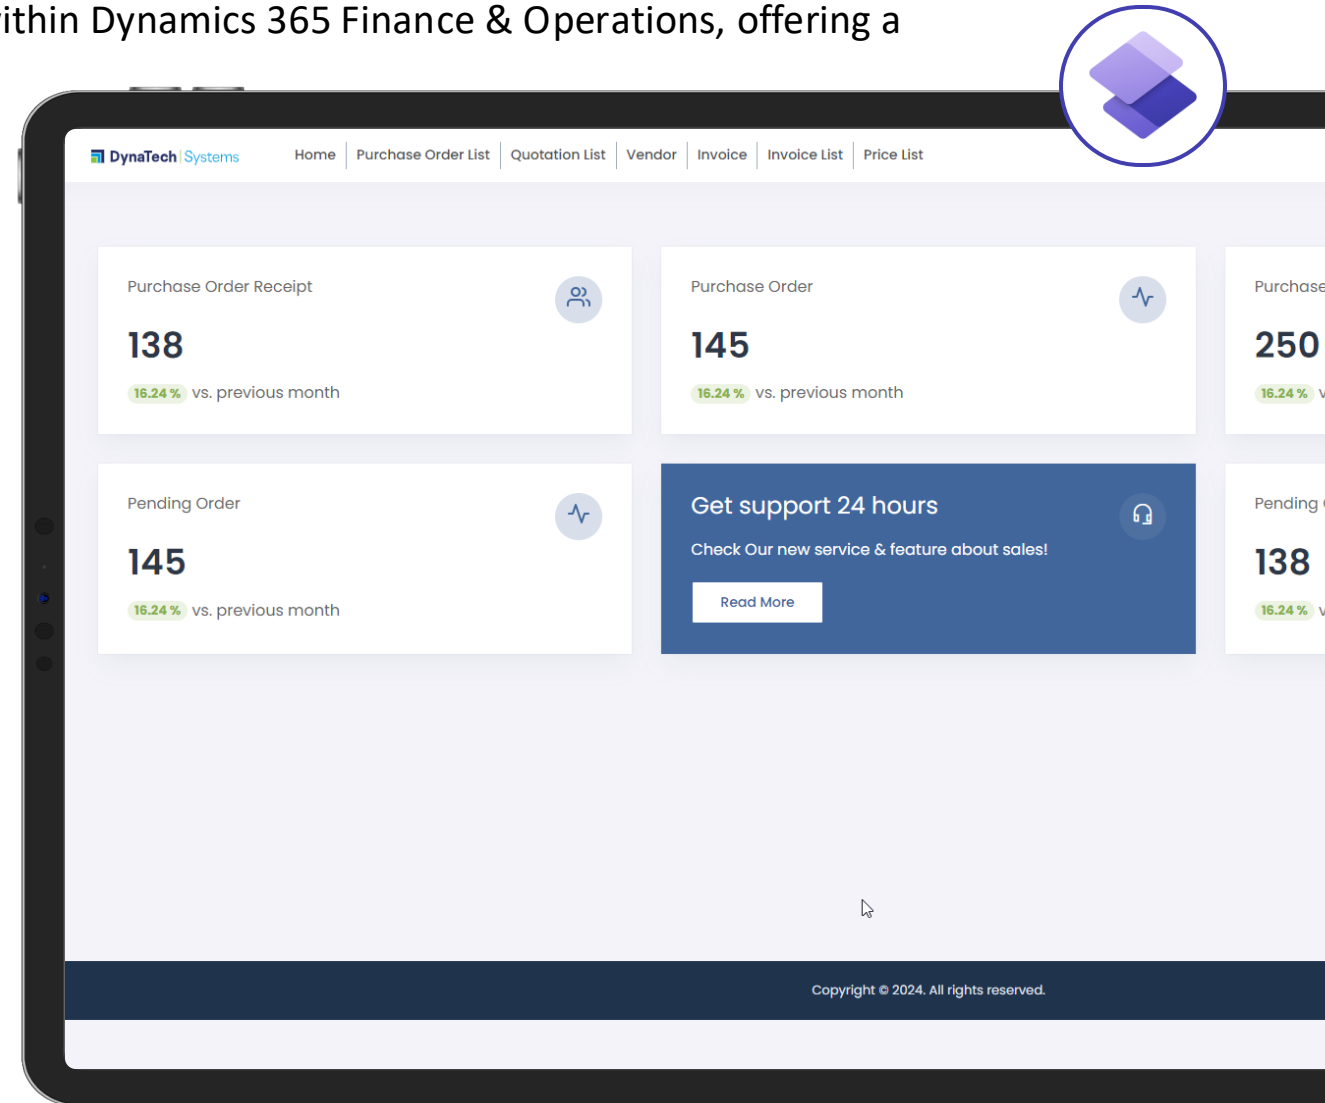 within Dynamics 365 Finance & Operations, offering a
DynaTech Systems
Home Purchase Order List Quotation List Vendor Invoice Invoice List Price List
Purchase Order Receipt
138
16.24 % vs. previous month
Purchase Order
145
16.24 % vs. previous month
Purchase
250
16.24 %
Pending Order
145
16.24 % vs. previous month
Get support 24 hours
Check Our new service & feature about sales!
Read More
Pending
138
16.24 %
Copyright © 2024. All rights reserved.